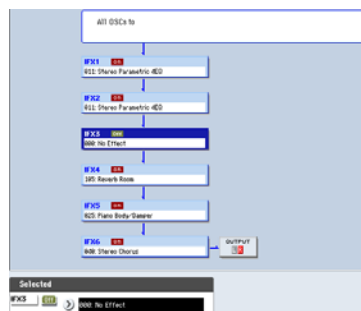 All OSCs to
IFX1 On
011: Stereo Parametric 4EQ
IFX2 On
011: Stereo Parametric 4EQ
IFX3 Off
000: No Effect
IFX4 On
105: Reverb Room
IFX5 On
025: Piano Body/Damper
IFX6 On
040: Stereo Chorus
OUTPUT
Selected
IFX3 Off 000: No Effect